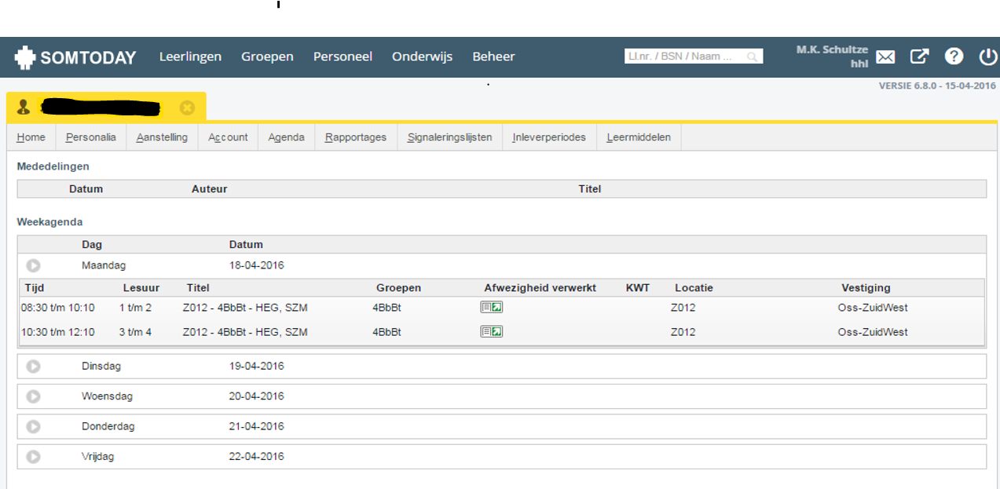 SOMTODAY Leerlingen Groepen Personeel Onderwijs Beheer Ll.nr. / BSN / Naam ... M.K. Schultze
hhl
VERSIE 6.8.0 - 15-04-2016
Home Personalia Aanstelling Account Agenda Rapportages Signaleringslijsten Inleverperiodes Leermiddelen
Mededelingen
Datum Auteur Titel
Weekagenda
Dag Datum
Maandag 18-04-2016
Tijd Lesuur Titel Groepen Afwezigheid verwerkt KWT Locatie Vestiging
08:30 t/m 10:10 1 t/m 2 Z012 - 4BbBt - HEG, SZM 4BbBt Z012 Oss-ZuidWest
10:30 t/m 12:10 3 t/m 4 Z012 - 4BbBt - HEG, SZM 4BbBt Z012 Oss-ZuidWest
Dinsdag 19-04-2016
Woensdag 20-04-2016
Donderdag 21-04-2016
Vrijdag 22-04-2016